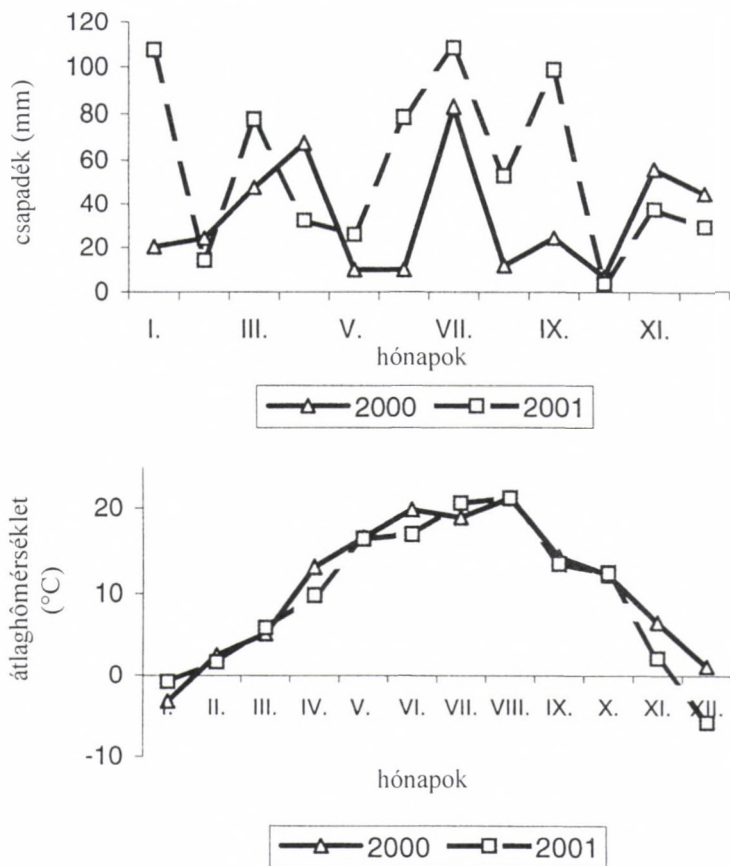 120
100
80
60
40
20
0
csapadék (mm)
I. III. V. VII. IX. XI.
hónapok
2000 2001
20
10
0
-10
átlaghômérséklet
(°C)
I. II. III. IV. V. VI. VII. VIII. IX. X. XI. XII.
hónapok
2000 2001